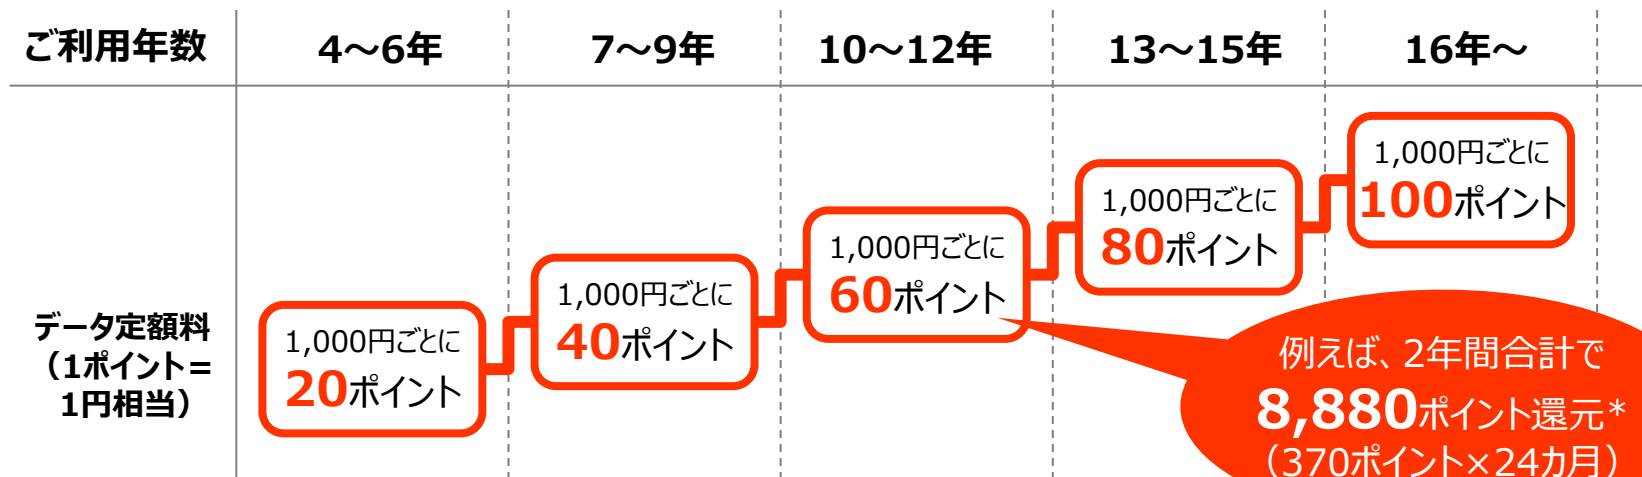 ご利用年数
4～6年
7～9年
10～12年
13～15年
16年～
データ定額料
（1ポイント＝
1円相当）
1,000円ごとに
20ポイント
1,000円ごとに
40ポイント
1,000円ごとに
60ポイント
1,000円ごとに
80ポイント
1,000円ごとに
100ポイント
例えば、2年間合計で
8,880ポイント還元*
（370ポイント×24カ月）